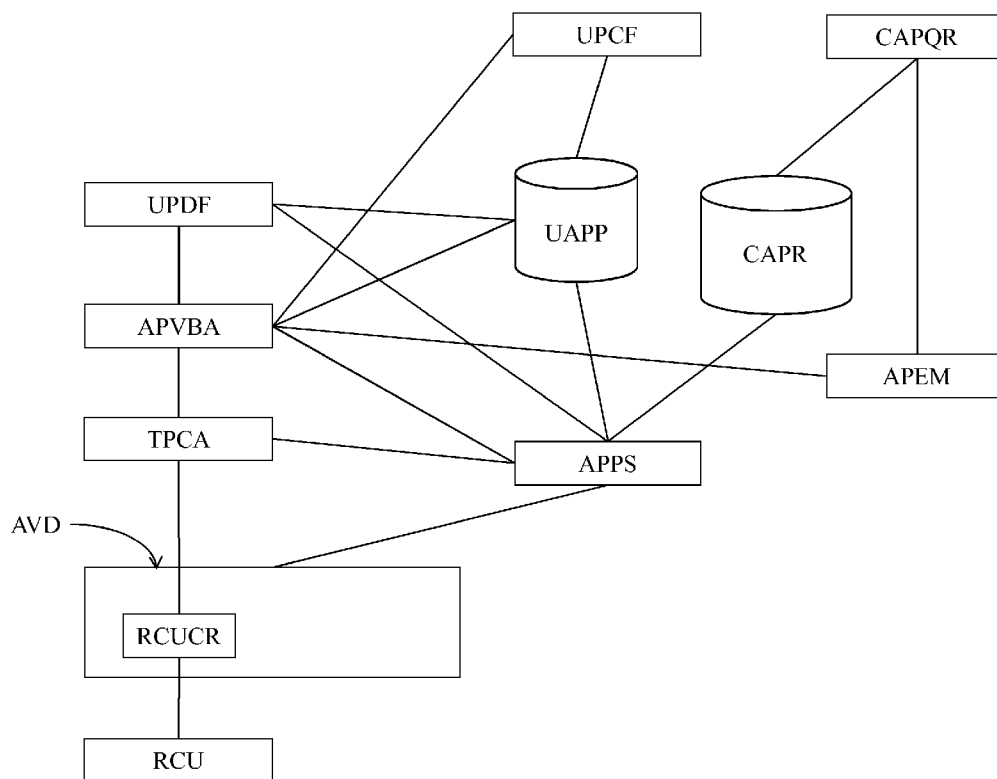 UPCF
CAPQR
UPDF
UAPP
CAPR
APVBA
APEM
TPCA
APPS
AVD
RCUCR
RCU